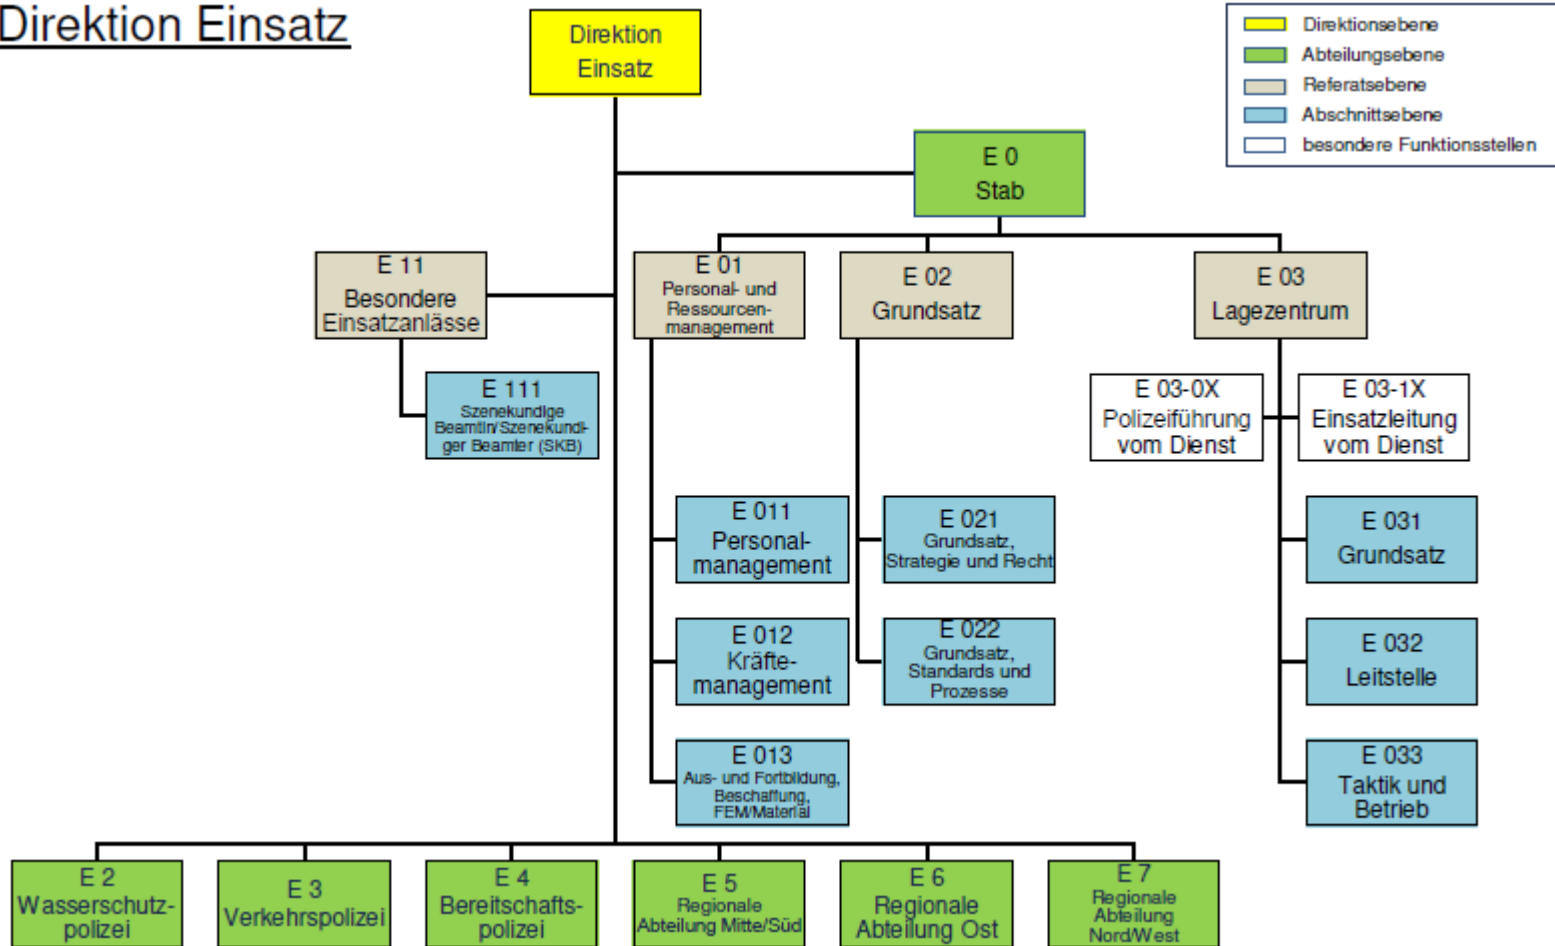 Direktion Einsatz
Direktion
Einsatz
Direktionsebene
Abteilungsebene
Referatsebene
Abschnittsebene
besondere Funktionsstellen
E 0
Stab
E 11
Besondere
Einsatzanlässe
E 01
Personal- und
Ressourcen-
management
E 02
Grundsatz
E 03
Lagezentrum
E 111
Szenekundige
Beamtin/Szenekundi-
ger Beamter (SKB)
E 03-0X
Polizeiführung
vom Dienst
E 03-1X
Einsatzleitung
vom Dienst
E 011
Personal-
management
E 021
Grundsatz,
Strategie und Recht
E 031
Grundsatz
E 012
Kräfte-
management
E 022
Grundsatz,
Standards und
Prozesse
E 032
Leitstelle
E 013
Aus- und Fortbildung,
Beschaffung,
FEM/Material
E 033
Taktik und
Betrieb
E 2
Wasserschutz-
polizei
E 3
Verkehrspolizei
E 4
Bereitschafts-
polizei
E 5
Regionale
Abteilung Mitte/Süd
E 6
Regionale
Abteilung Ost
E 7
Regionale
Abteilung
Nord/West